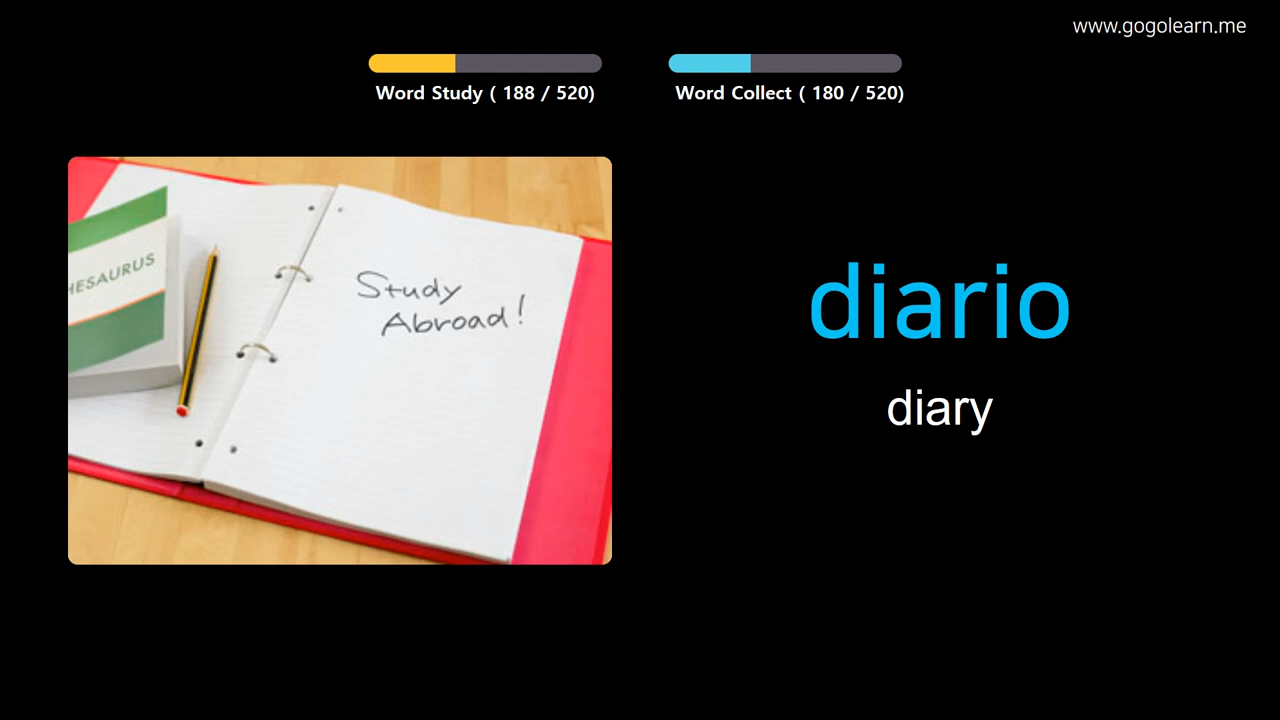 www.gogolearn.me
Word Study ( 188 / 520)
Word Collect ( 180 / 520)
HESAURUS
Study
Abroad!
diario
diary